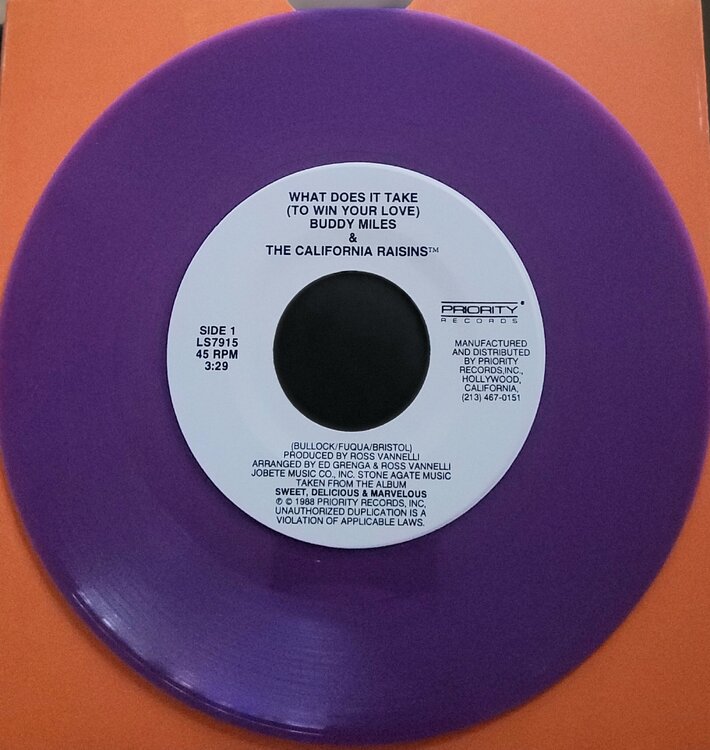 WHAT DOES IT TAKE
(TO WIN YOUR LOVE)
BUDDY MILES
&
THE CALIFORNIA RAISINS™
SIDE 1
LS7915
45 RPM
3:29
PRIORITY
RECORDS
MANUFACTURED
AND DISTRIBUTED
BY PRIORITY
RECORDS,INC.,
HOLLYWOOD,
CALIFORNIA,
(213) 467-0151
(BULLOCK/FUQUA/BRISTOL)
PRODUCED BY ROSS VANNELLI
ARRANGED BY ED GRENGA & ROSS VANNELLI
JOBETE MUSIC CO., INC. STONE AGATE MUSIC
TAKEN FROM THE ALBUM
SWEET, DELICIOUS & MARVELOUS
℗ © 1988 PRIORITY RECORDS, INC,
UNAUTHORIZED DUPLICATION IS A
VIOLATION OF APPLICABLE LAWS.